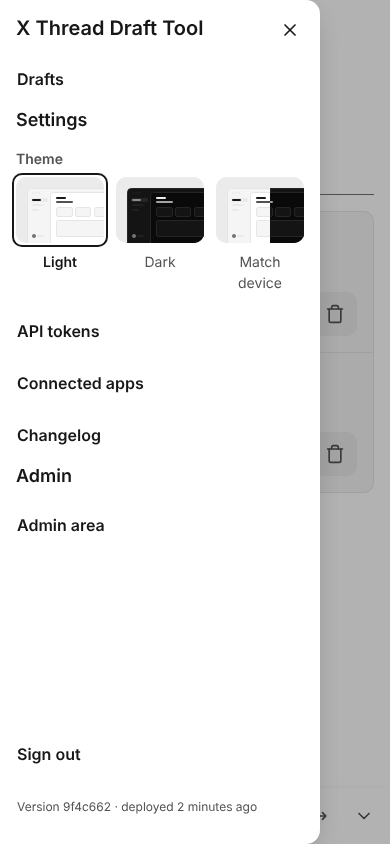 X Thread Draft Tool
Drafts
Settings
Theme
Light
Dark
Match
device
API tokens
Connected apps
Changelog
Admin
Admin area
Sign out
Version 9f4c662 · deployed 2 minutes ago